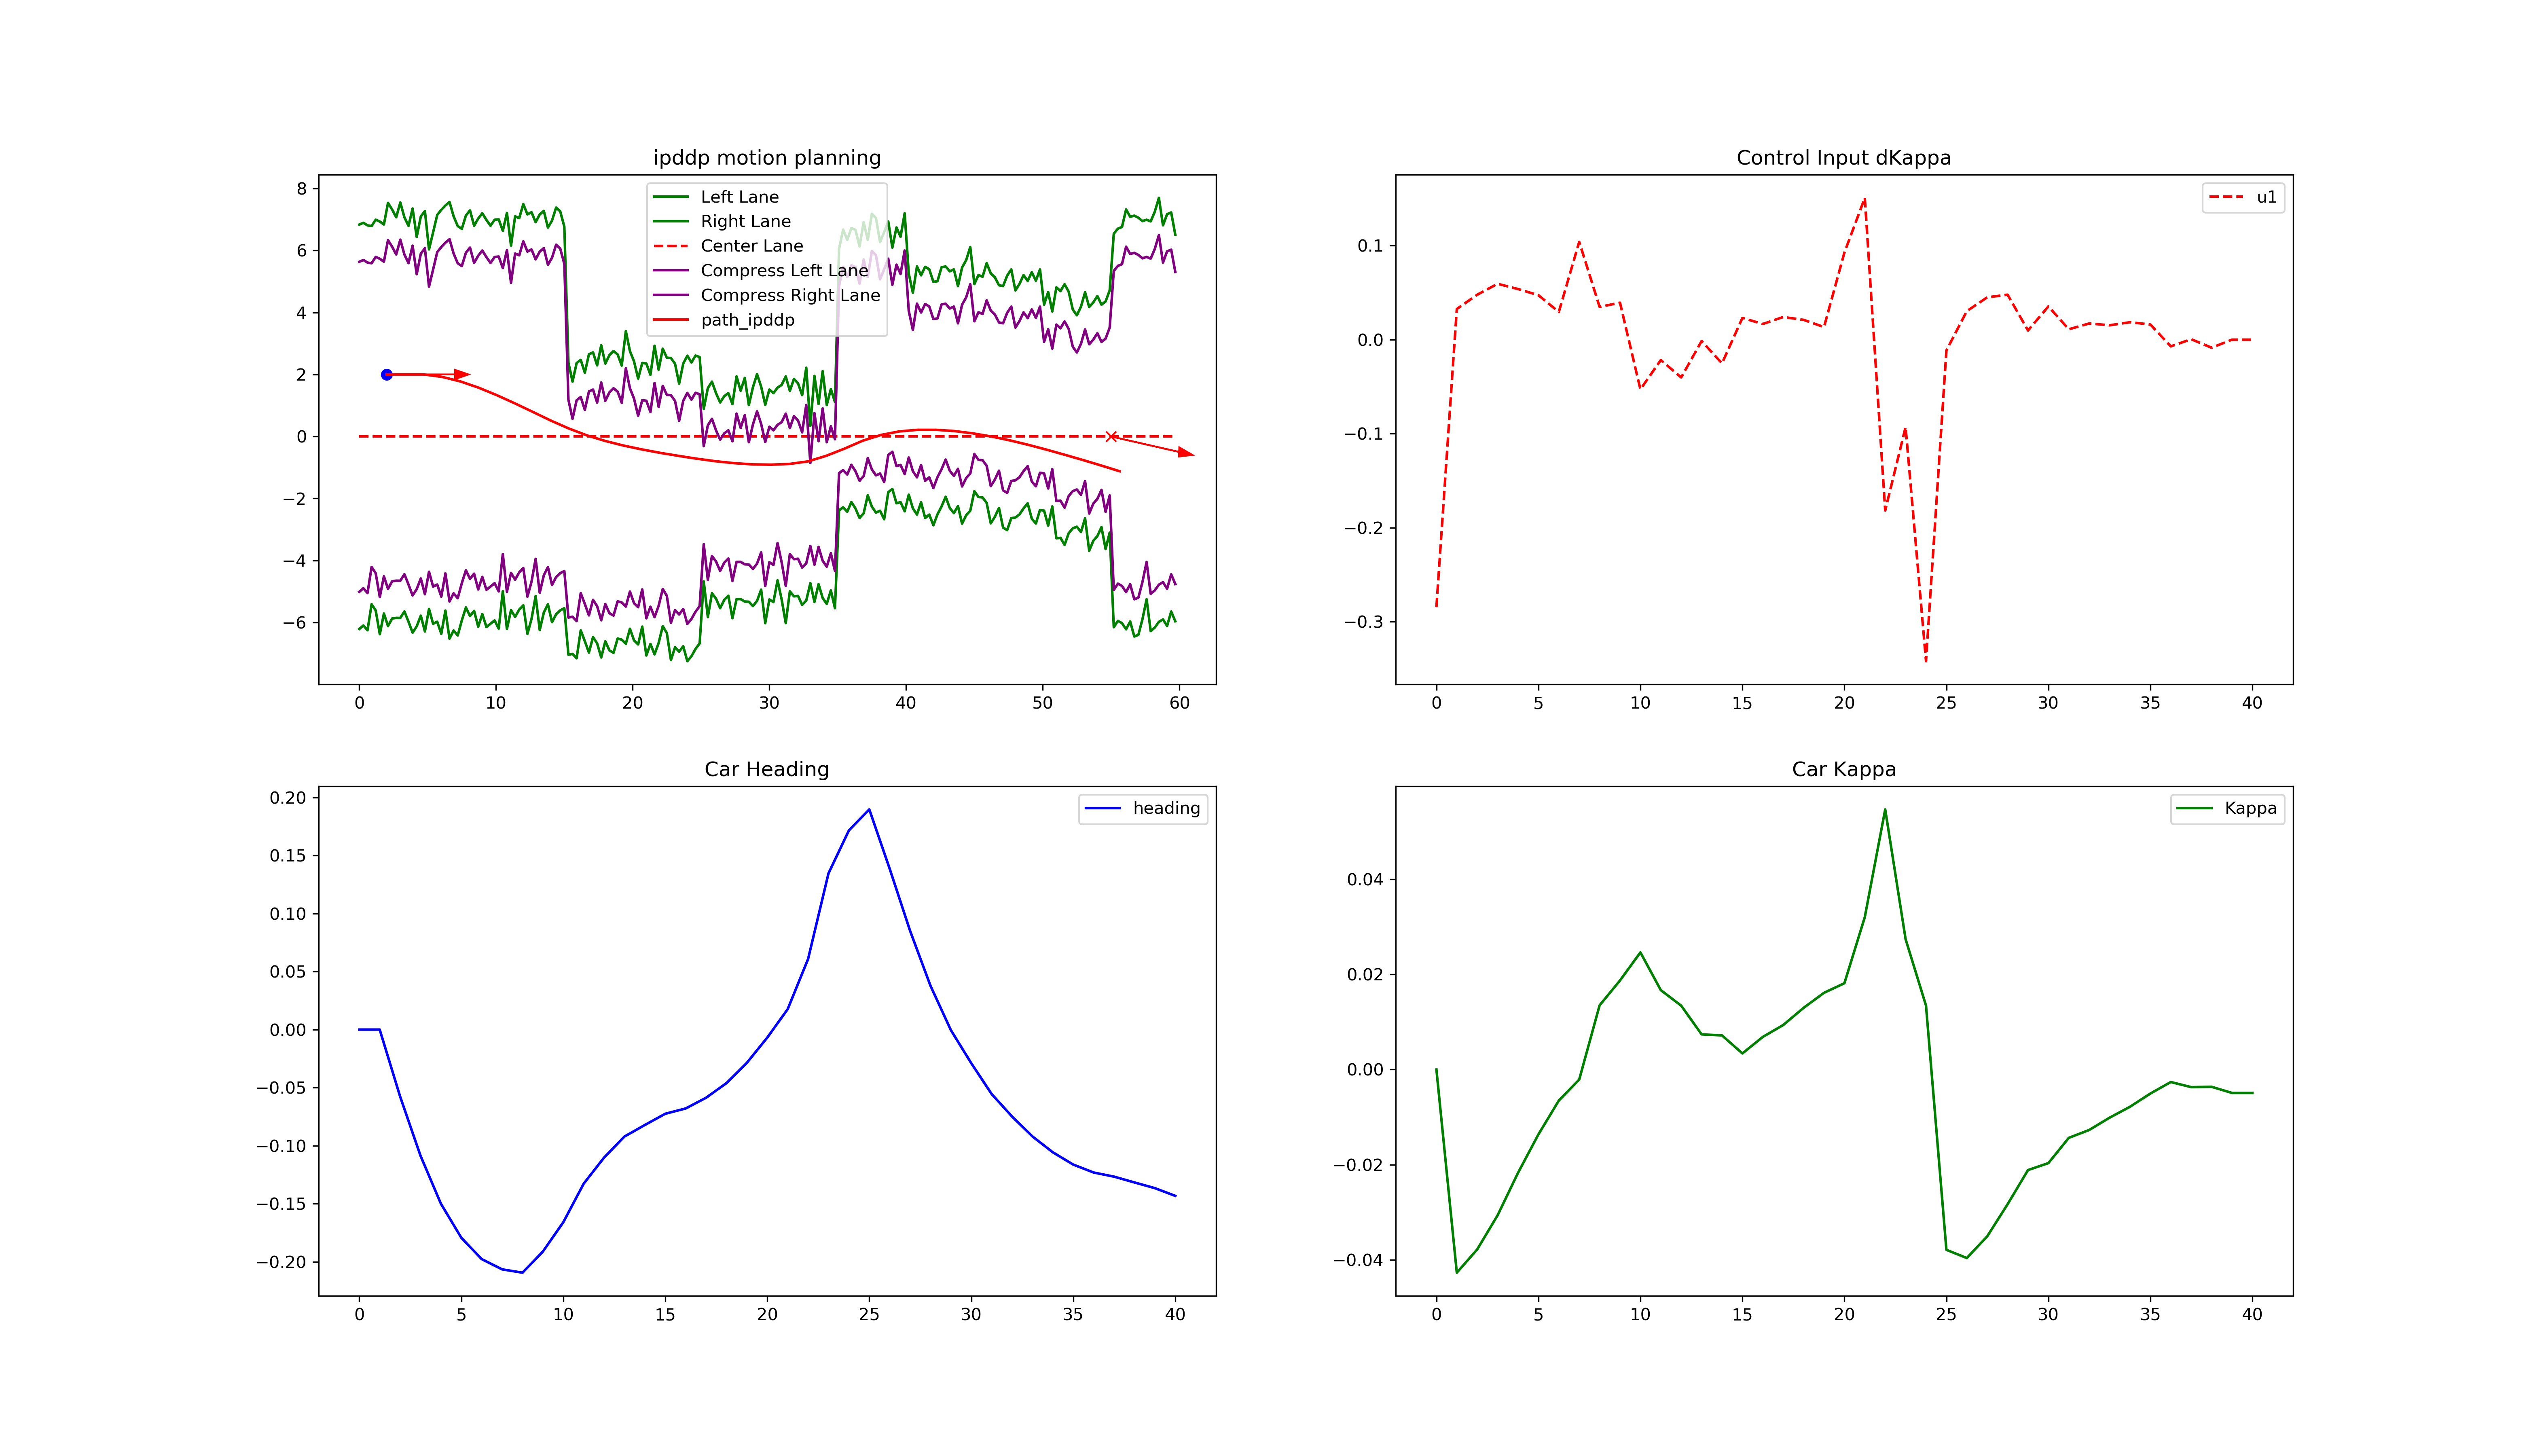 ipddp motion planning
Left Lane
Right Lane
Center Lane
Compress Left Lane
Compress Right Lane
path_ipddp
8
6
4
2
0
−2
−4
−6
0 10 20 30 40 50 60
Control Input dKappa
u1
0.1
0.0
−0.1
−0.2
−0.3
0 5 10 15 20 25 30 35 40
Car Heading
heading
0.20
0.15
0.10
0.05
0.00
−0.05
−0.10
−0.15
−0.20
0 5 10 15 20 25 30 35 40
Car Kappa
Kappa
0.04
0.02
0.00
−0.02
−0.04
0 5 10 15 20 25 30 35 40